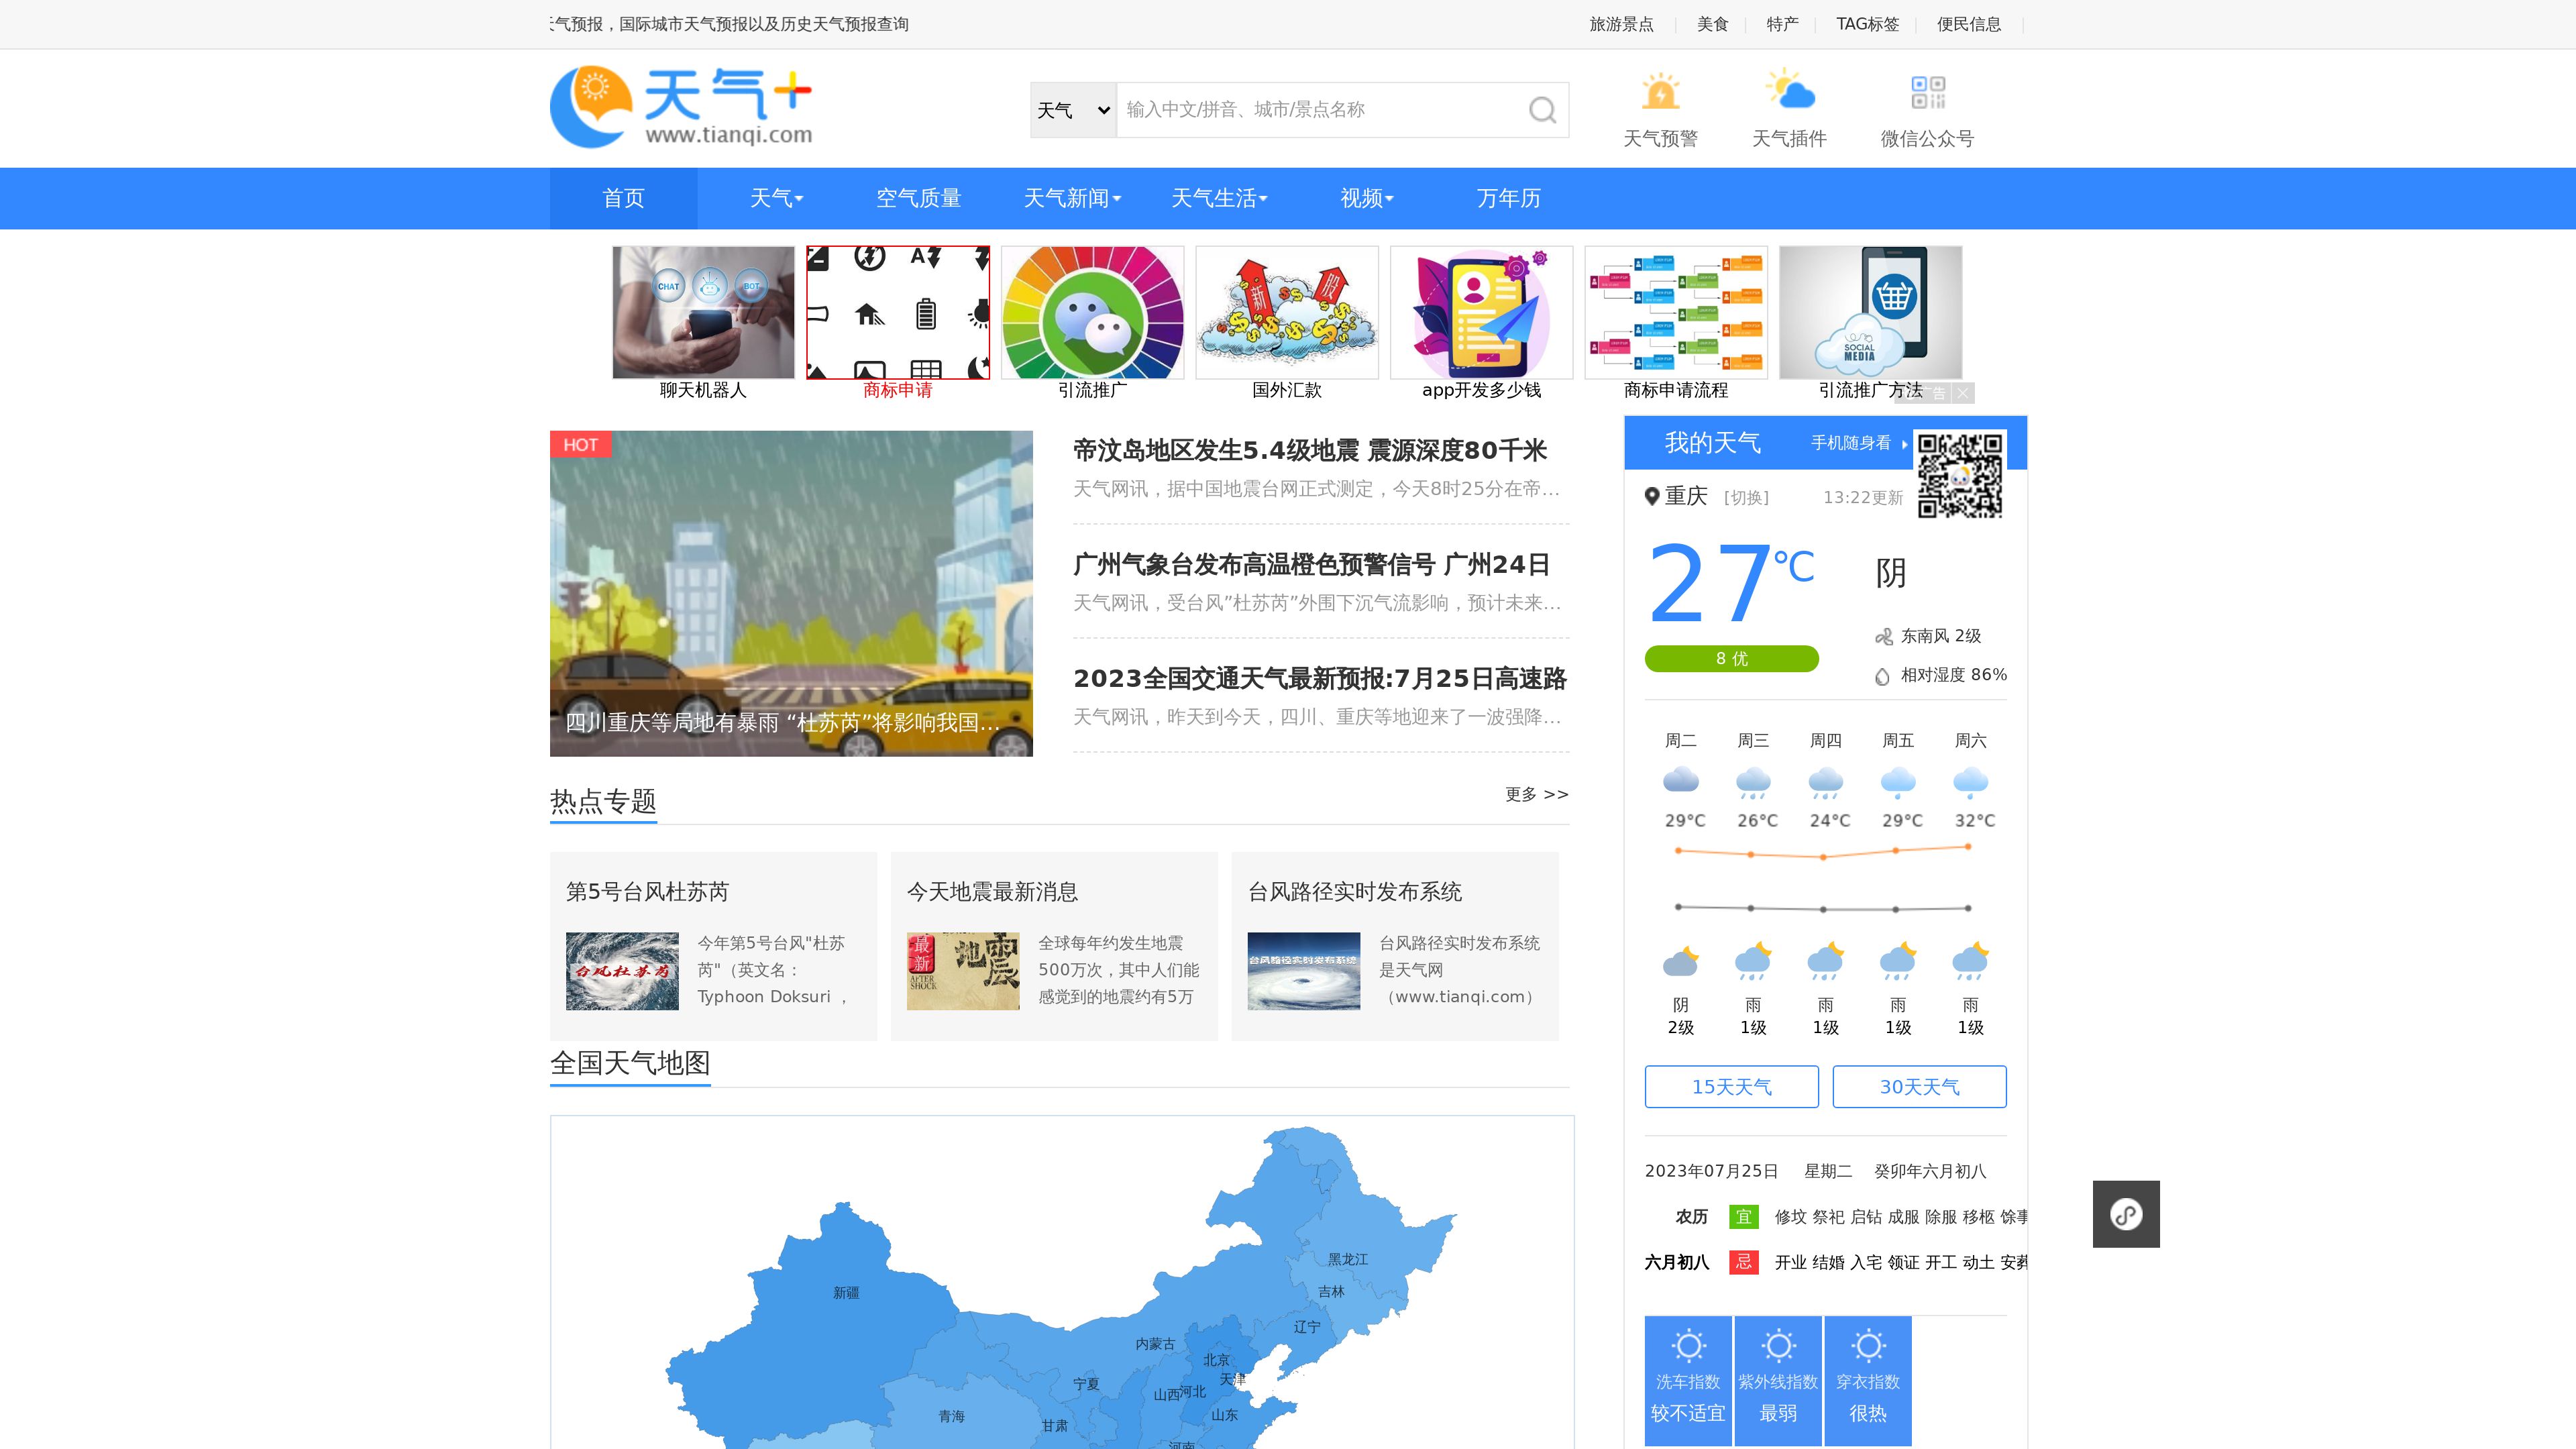 天气预报，国际城市天气预报以及历史天气预报查询
旅游景点
美食
特产
TAG标签
便民信息
天气+
www.tianqi.com
天气
输入中文/拼音、城市/景点名称
天气预警
天气插件
微信公众号
首页
天气
空气质量
天气新闻
天气生活
视频
万年历
CHAT
BOT
A
新
股
SOCIAL
MEDIA
聊天机器人
商标申请
引流推广
国外汇款
app开发多少钱
商标申请流程
引流推广方法
告
HOT
四川重庆等局地有暴雨 “杜苏芮”将影响我国…
帝汶岛地区发生5.4级地震 震源深度80千米
天气网讯，据中国地震台网正式测定，今天8时25分在帝…
广州气象台发布高温橙色预警信号 广州24日
天气网讯，受台风”杜苏芮”外围下沉气流影响，预计未来…
2023全国交通天气最新预报:7月25日高速路
天气网讯，昨天到今天，四川、重庆等地迎来了一波强降…
热点专题
更多 >>
第5号台风杜苏芮
台风杜苏芮
今年第5号台风"杜苏
芮"（英文名：
Typhoon Doksuri ，
今天地震最新消息
最新
地震
AFTER
SHOCK
全球每年约发生地震
500万次，其中人们能
感觉到的地震约有5万
台风路径实时发布系统
台风路径实时发布系统
台风路径实时发布系统
是天气网
（www.tianqi.com）
全国天气地图
黑龙江
新疆
吉林
辽宁
内蒙古
北京
天津
宁夏
山西
河北
青海
甘肃
山东
河南
我的天气
手机随身看
重庆
[切换]
13:22更新
27℃
阴
8 优
东南风 2级
相对湿度 86%
周二
周三
周四
周五
周六
29°C
26°C
24°C
29°C
32°C
阴
雨
雨
雨
雨
2级
1级
1级
1级
1级
15天天气
30天天气
2023年07月25日
星期二
癸卯年六月初八
农历
宜
修坟 祭祀 启钻 成服 除服 移柩 馀事
六月初八
忌
开业 结婚 入宅 领证 开工 动土 安葬
洗车指数
紫外线指数
穿衣指数
较不适宜
最弱
很热